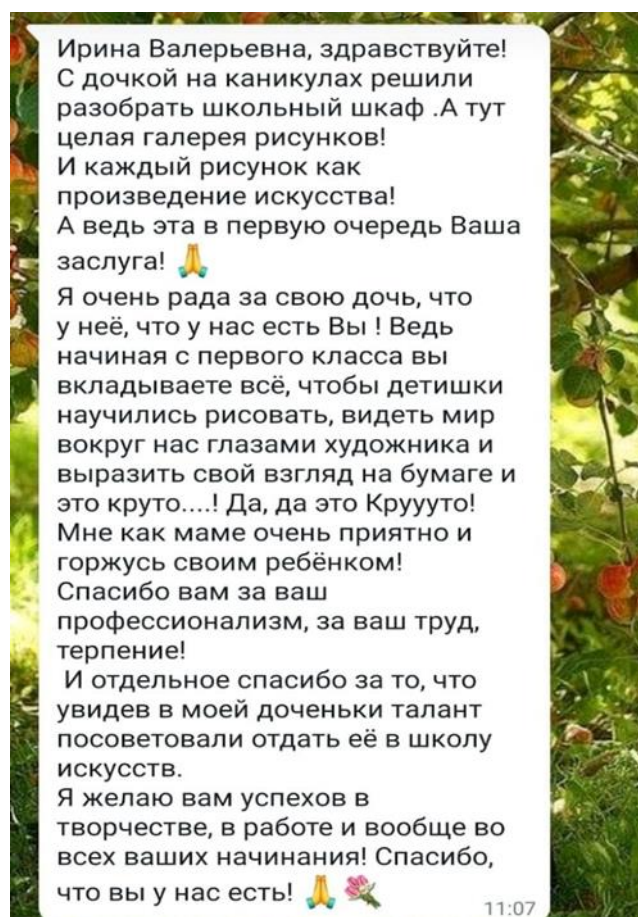 Ирина Валерьевна, здравствуйте!
С дочкой на каникулах решили
разобрать школьный шкаф .А тут
целая галерея рисунков!
И каждый рисунок как
произведение искусства!
А ведь эта в первую очередь Ваша
заслуга! 🙏
Я очень рада за свою дочь, что
у неё, что у нас есть Вы ! Ведь
начиная с первого класса вы
вкладываете всё, чтобы детишки
научились рисовать, видеть мир
вокруг нас глазами художника и
выразить свой взгляд на бумаге и
это круто....! Да, да это Круууто!
Мне как маме очень приятно и
горжусь своим ребёнком!
Спасибо вам за ваш
профессионализм, за ваш труд,
терпение!
И отдельное спасибо за то, что
увидев в моей доченьки талант
посоветовали отдать её в школу
искусств.
Я желаю вам успехов в
творчестве, в работе и вообще во
всех ваших начинания! Спасибо,
что вы у нас есть! 🙏 💐
11:07